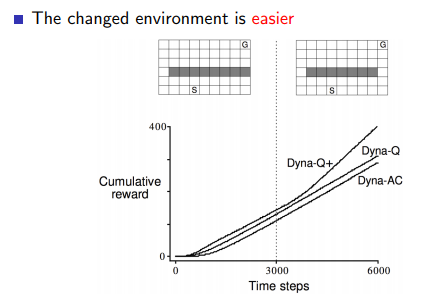 The changed environment is easier
G
G
S
S
400
Dyna-Q+
Dyna-Q
Dyna-AC
Cumulative
reward
0
0
3000
6000
Time steps